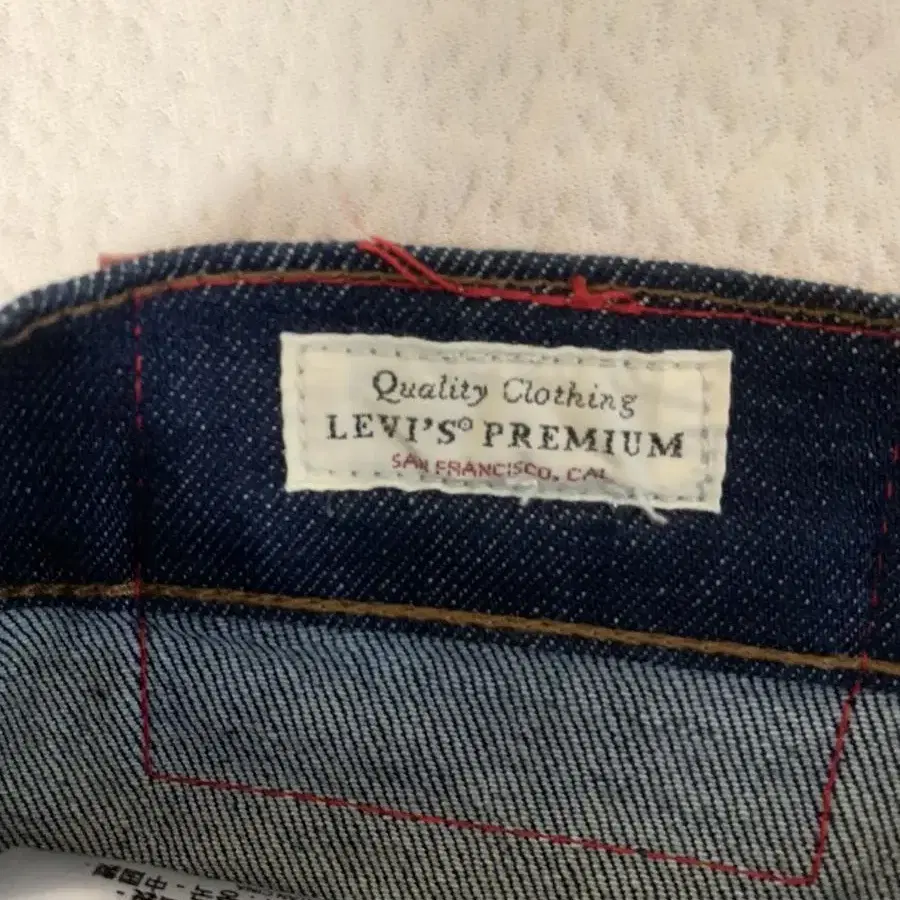 Quality Clothing
LEVI'S® PREMIUM
SAN FRANCISCO, CAL